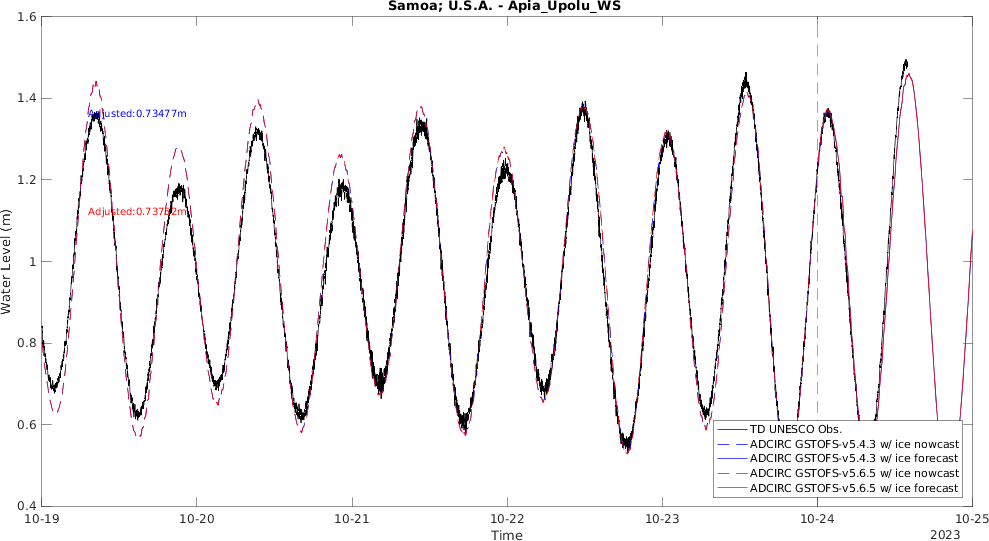 Samoa; U.S.A. - Apia_Upolu_WS
1.6
1.4
1.2
1
0.8
0.6
0.4
Water Level (m)
Adjusted:0.73477m
Adjusted:0.73732m
TD UNESCO Obs.
ADCIRC GSTOFS-v5.4.3 w/ ice nowcast
ADCIRC GSTOFS-v5.4.3 w/ ice forecast
ADCIRC GSTOFS-v5.6.5 w/ ice nowcast
ADCIRC GSTOFS-v5.6.5 w/ ice forecast
10-19 10-20 10-21 10-22 10-23 10-24 10-25
Time
2023